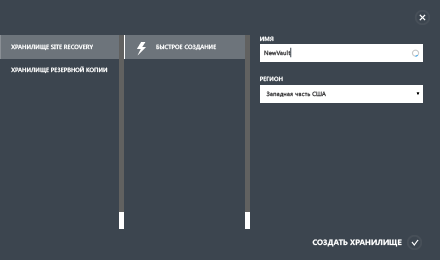 ХРАНИЛИЩЕ SITE RECOVERY
ХРАНИЛИЩЕ РЕЗЕРВНОЙ КОПИИ
БЫСТРОЕ СОЗДАНИЕ
ИМЯ
NewVault
РЕГИОН
Западная часть США
СОЗДАТЬ ХРАНИЛИЩЕ